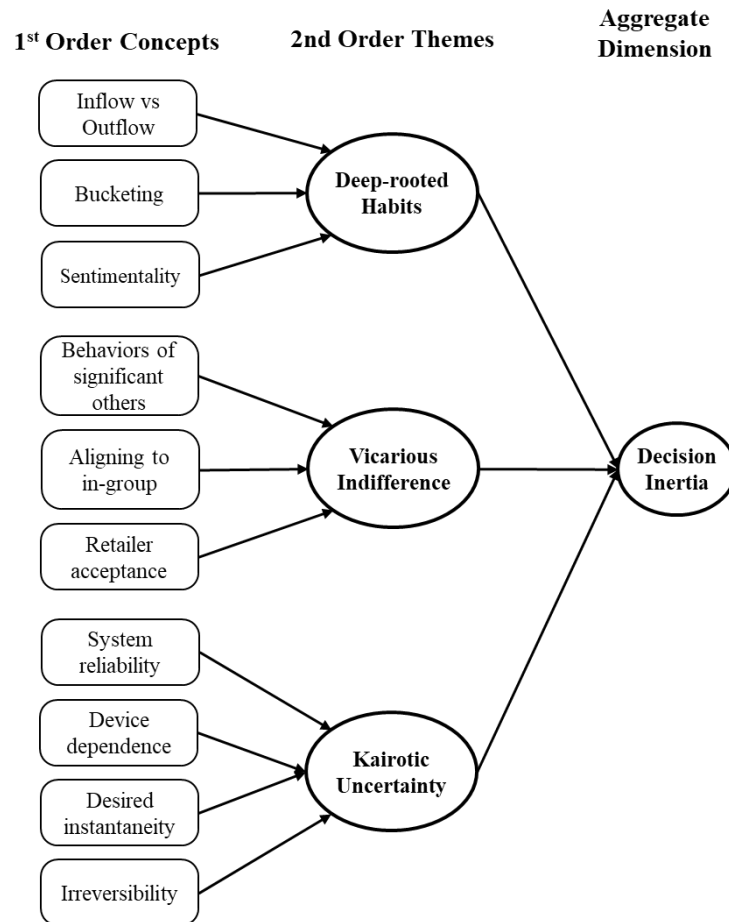 1st Order Concepts
2nd Order Themes
Aggregate
Dimension
Inflow vs
Outflow
Bucketing
Sentimentality
Deep-rooted
Habits
Behaviors of
significant
others
Aligning to
in-group
Retailer
acceptance
Vicarious
Indifference
System
reliability
Device
dependence
Desired
instantaneity
Irreversibility
Kairotic
Uncertainty
Decision
Inertia